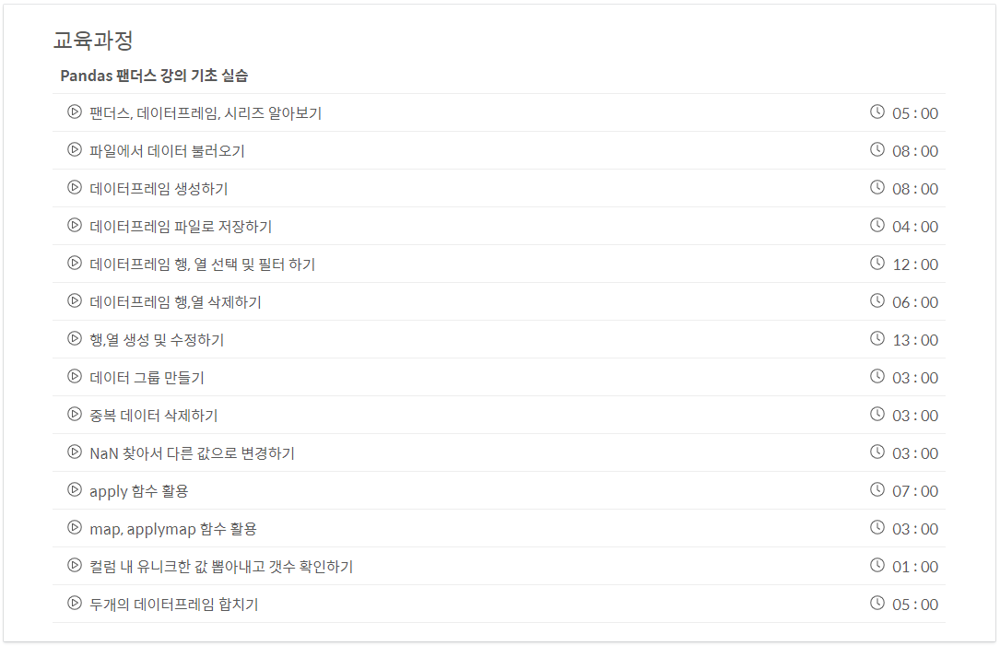 교육과정
Pandas 팬더스 강의 기초 실습
팬더스, 데이터프레임, 시리즈 알아보기 05 : 00
파일에서 데이터 불러오기 08 : 00
데이터프레임 생성하기 08 : 00
데이터프레임 파일로 저장하기 04 : 00
데이터프레임 행, 열 선택 및 필터 하기 12 : 00
데이터프레임 행,열 삭제하기 06 : 00
행,열 생성 및 수정하기 13 : 00
데이터 그룹 만들기 03 : 00
중복 데이터 삭제하기 03 : 00
NaN 찾아서 다른 값으로 변경하기 03 : 00
apply 함수 활용 07 : 00
map, applymap 함수 활용 03 : 00
컬럼 내 유니크한 값 뽑아내고 갯수 확인하기 01 : 00
두개의 데이터프레임 합치기 05 : 00